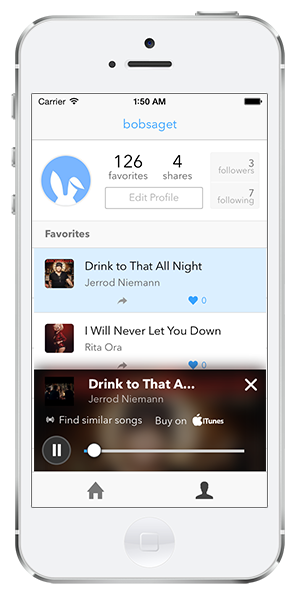 Carrier 1:50 AM
bobsaget
126 4 3
favorites shares followers
Edit Profile 7
following
Favorites
Drink to That All Night
Jerrod Niemann
0
I Will Never Let You Down
Rita Ora
0
Drink to That A...
Jerrod Niemann
Find similar songs Buy on iTunes